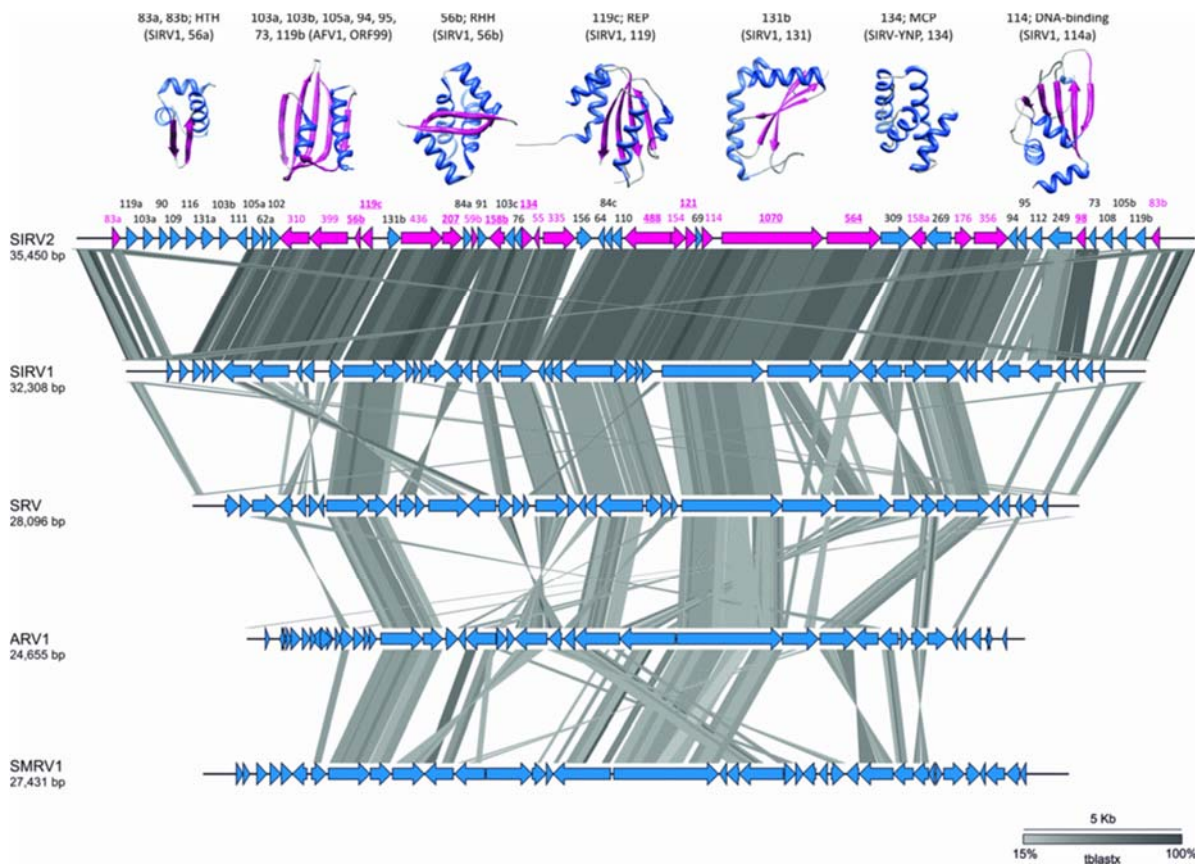 83a, 83b; HTH
(SIRV1, 56a)
103a, 103b, 105a, 94, 95,
73, 119b (AFV1, ORF99)
56b; RHH
(SIRV1, 56b)
119c; REP
(SIRV1, 119)
131b
(SIRV1, 131)
134; MCP
(SIRV-YNP, 134)
114; DNA-binding
(SIRV1, 114a)
119a 90 116 103b 105a 102 119c 84a 91 103c 134 84c 121 95 73 105b 83b
83a 103a 109 131a 111 62a 310 399 56b 131b 436 207 59b 158b 76 55 335 156 64 110 488 154 69 114 1070 564 309 158a 269 176 356 94 112 249 98 108 119b
SIRV2
35,450 bp
SIRV1
32,308 bp
SRV
28,096 bp
ARV1
24,655 bp
SMRV1
27,431 bp
5 Kb
15% tblastx 100%